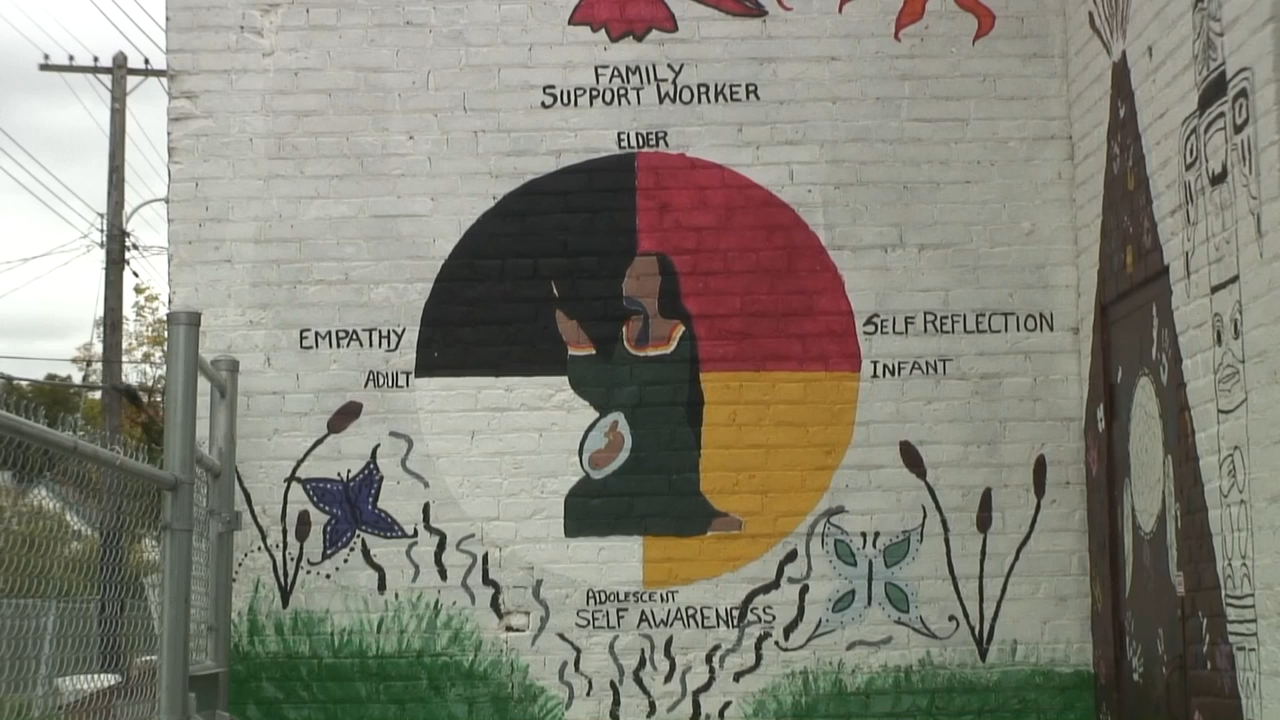 FAMILY
SUPPORT WORKER
ELDER
EMPATHY
SELF REFLECTION
ADULT
INFANT
ADOLESCENT
SELF AWARENESS